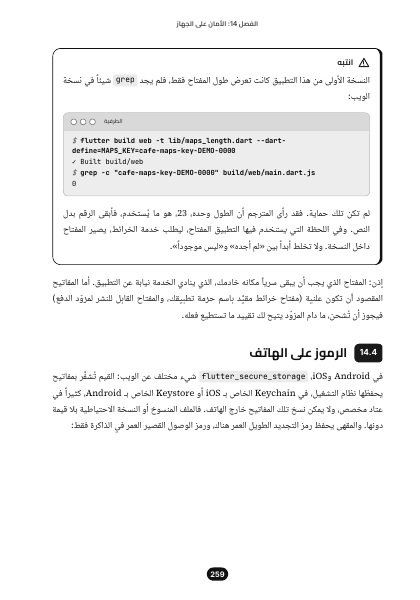 الفصل 14: الأمان على الجهاز
انتبه
النسخة الأولى من هذا التطبيق كانت تعرض طول المفتاح فقط، فلم يجد grep شيئاً في نسخة
الويب:
الطرفية
$ flutter build web -t lib/maps_length.dart --dart-
define=MAPS_KEY=cafe-maps-key-DEMO-0000
✓ Built build/web
$ grep -c "cafe-maps-key-DEMO-0000" build/web/main.dart.js
0
لم تكن تلك حماية. فقد رأى المترجم أن الطول وحده، 23، هو ما يُستخدم، فأبقى الرقم بدل
النص. وفي اللحظة التي يستخدم فيها التطبيق المفتاح، ليطلب خدمة الخرائط، يصير المفتاح
داخل النسخة. ولا تخلط أبداً بين «لم أجده» و«ليس موجوداً».
إذن: المفتاح الذي يجب أن يبقى سرياً مكانه خادمك، الذي ينادي الخدمة نيابة عن التطبيق. أما المفاتيح
المقصود أن تكون علنية (مفتاح خرائط مقيّد باسم حزمة تطبيقك، والمفتاح القابل للنشر لمزوّد الدفع)
فيجوز أن تُشحن، ما دام المزوّد يتيح لك تقييد ما تستطيع فعله.
14.4 الرموز على الهاتف
في Android وiOS، flutter_secure_storage شيء مختلف عن الويب: القيم تُشفَّر بمفاتيح
يحفظها نظام التشغيل، في Keychain الخاص بـ iOS أو Keystore الخاص بـ Android، كثيراً في
عتاد مخصص، ولا يمكن نسخ تلك المفاتيح خارج الهاتف. فالملف المنسوخ أو النسخة الاحتياطية بلا قيمة
دونها. والمقهى يحفظ رمز التجديد الطويل العمر هناك، ورمز الوصول القصير العمر في الذاكرة فقط:
259